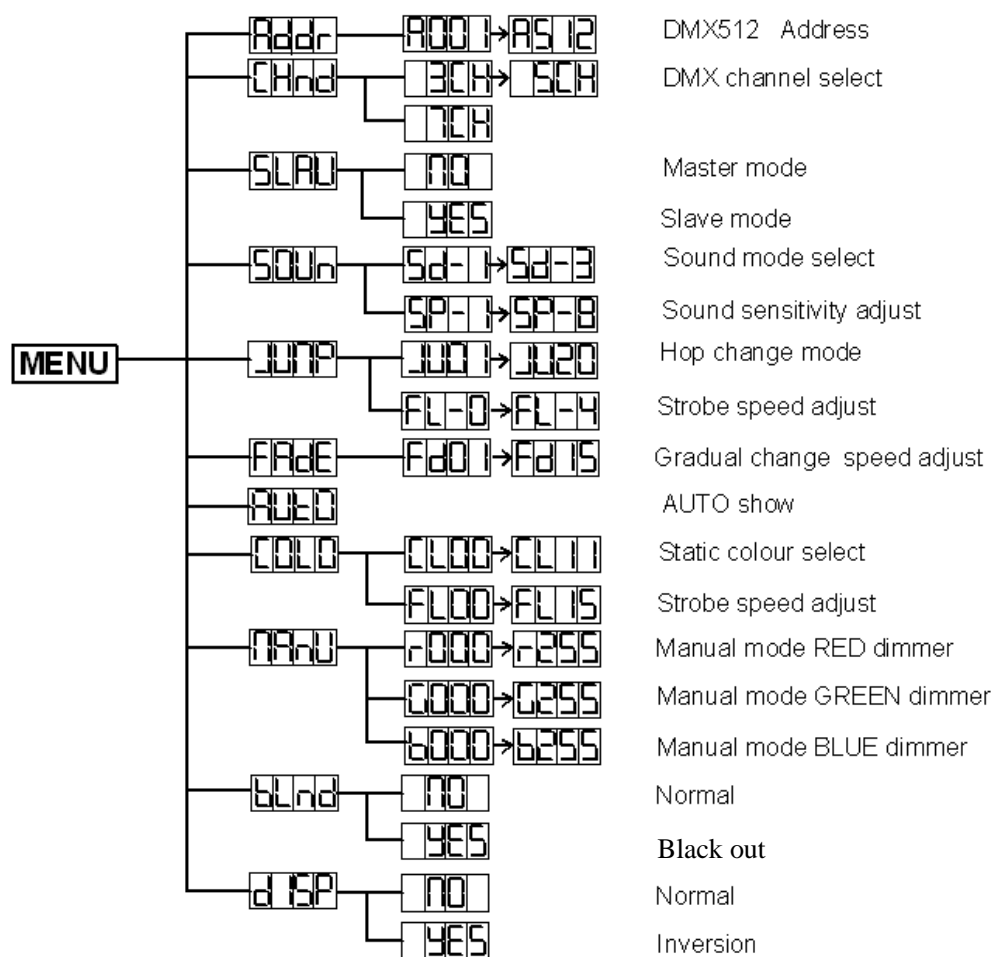 Addr A001 → A512 DMX512 Address
CHnd 3CH → 5CH DMX channel select
7CH
SLAU NO Master mode
YES Slave mode
SOUn Sd-1 → Sd-3 Sound mode select
SP-1 → SP-8 Sound sensitivity adjust
MENU JUMP JU01 → JU20 Hop change mode
FL-0 → FL-4 Strobe speed adjust
FAdE Fd01 → Fd15 Gradual change speed adjust
AUtO AUTO show
COLO CL00 → CL11 Static colour select
FL00 → FL15 Strobe speed adjust
MAnU r000 → r255 Manual mode RED dimmer
G000 → G255 Manual mode GREEN dimmer
b000 → b255 Manual mode BLUE dimmer
bLnd NO Normal
YES Black out
dISP NO Normal
YES Inversion